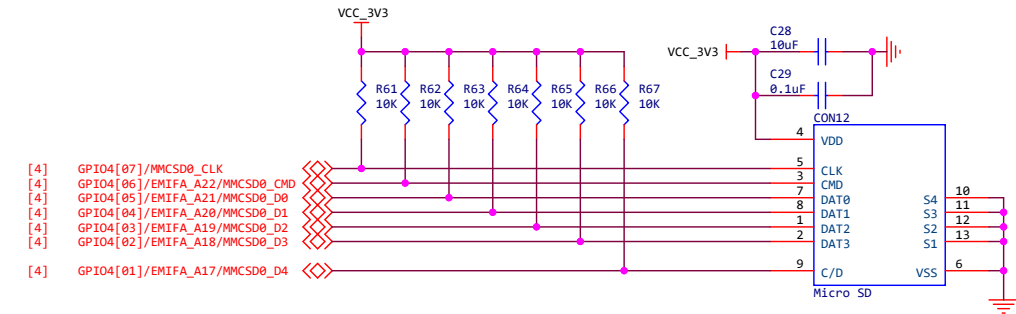 VCC_3V3
R61 R62 R63 R64 R65 R66 R67
10K 10K 10K 10K 10K 10K 10K
VCC_3V3
C28
10uF
C29
0.1uF
CON12
4 VDD
[4] GPIO4[07]/MMCSD0_CLK 5 CLK
[4] GPIO4[06]/EMIFA_A22/MMCSD0_CMD 3 CMD
[4] GPIO4[05]/EMIFA_A21/MMCSD0_D0 7 DAT0 S4 10
[4] GPIO4[04]/EMIFA_A20/MMCSD0_D1 8 DAT1 S3 11
[4] GPIO4[03]/EMIFA_A19/MMCSD0_D2 1 DAT2 S2 12
[4] GPIO4[02]/EMIFA_A18/MMCSD0_D3 2 DAT3 S1 13
[4] GPIO4[01]/EMIFA_A17/MMCSD0_D4 9 C/D VSS 6
Micro SD